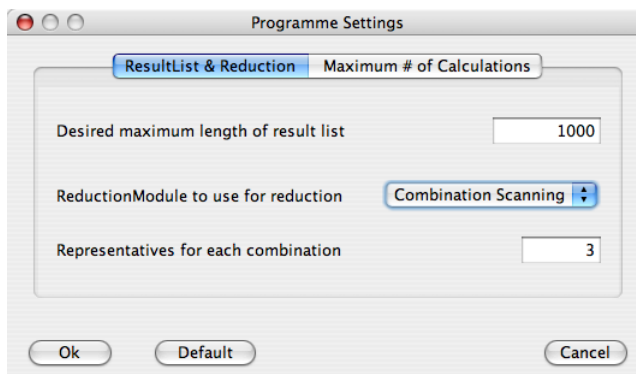 Programme Settings
ResultList & Reduction Maximum # of Calculations
Desired maximum length of result list 1000
ReductionModule to use for reduction Combination Scanning
Representatives for each combination 3
Ok Default Cancel